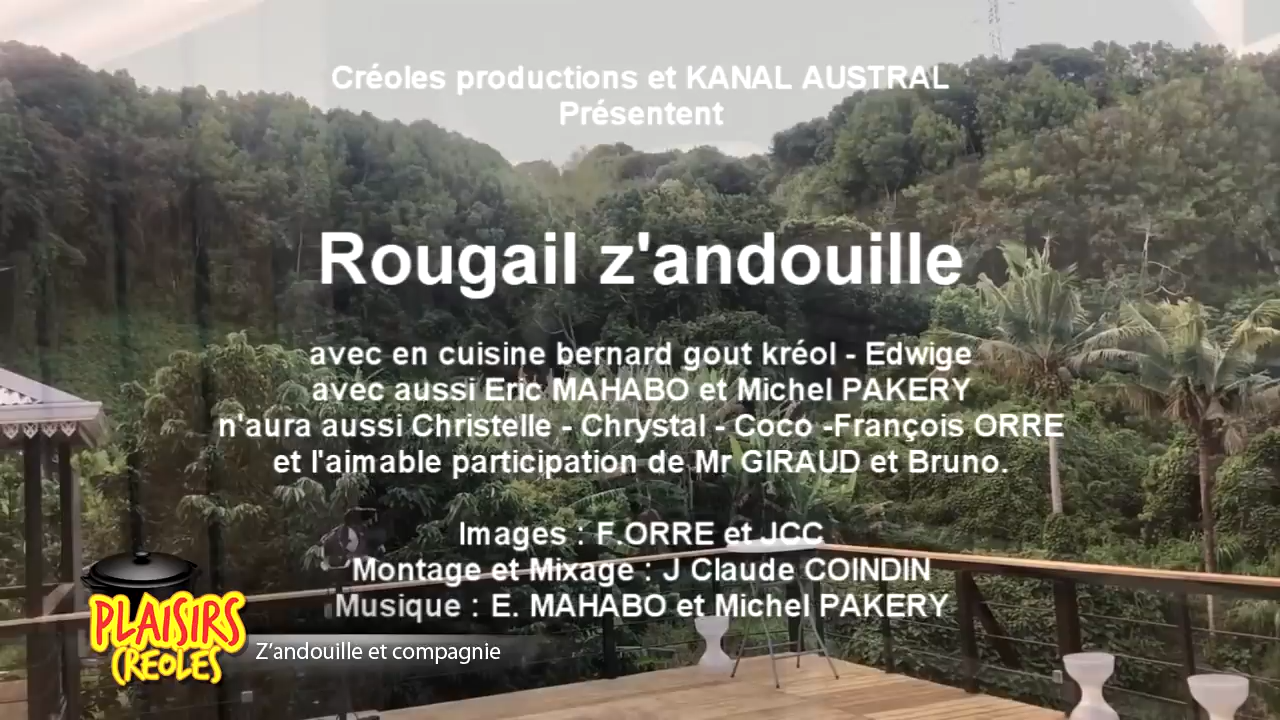 Créoles productions et KANAL AUSTRAL
Présentent
Rougail z'andouille
avec en cuisine bernard gout kréol - Edwige
avec aussi Eric MAHABO et Michel PAKERY
n'aura aussi Christelle - Chrystal - Coco -François ORRE
et l'aimable participation de Mr GIRAUD et Bruno.
Images : F.ORRE et JCC
Montage et Mixage : J Claude COINDIN
Musique : E. MAHABO et Michel PAKERY
PLAISIRS
CREOLES
Z'andouille et compagnie